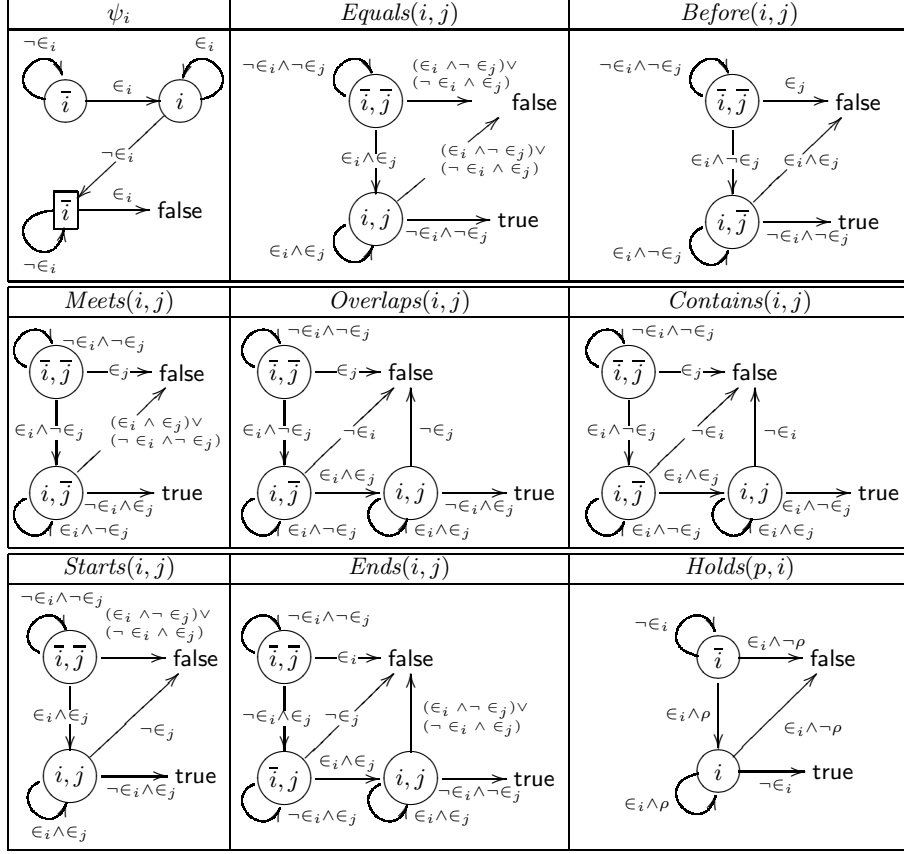 ψ_i Equals(i, j) Before(i, j)
¬∈_i ∈_i
i̅ ∈_i i
¬∈_i
i̅ ∈_i false
¬∈_i
¬∈_i∧¬∈_j (∈_i ∧¬ ∈_j)∨
(¬ ∈_i ∧ ∈_j)
i̅, j̅ false
∈_i∧∈_j (∈_i ∧¬ ∈_j)∨
(¬ ∈_i ∧ ∈_j)
i, j true
¬∈_i∧¬∈_j
∈_i∧∈_j
¬∈_i∧¬∈_j
i̅, j̅ ∈_j false
∈_i∧¬∈_j ∈_i∧∈_j
i, j̅ true
¬∈_i∧¬∈_j
∈_i∧¬∈_j
Meets(i, j) Overlaps(i, j) Contains(i, j)
¬∈_i∧¬∈_j
i̅, j̅ ∈_j false
∈_i∧¬∈_j (∈_i ∧ ∈_j)∨
(¬ ∈_i ∧¬ ∈_j)
i, j̅ true
¬∈_i∧∈_j
∈_i∧¬∈_j
¬∈_i∧¬∈_j
i̅, j̅ ∈_j false
∈_i∧¬∈_j ¬∈_i ¬∈_j
i, j̅ ∈_i∧∈_j i, j true
¬∈_i∧∈_j
∈_i∧¬∈_j ∈_i∧∈_j
¬∈_i∧¬∈_j
i̅, j̅ ∈_j false
∈_i∧¬∈_j ¬∈_i ¬∈_i
i, j̅ ∈_i∧∈_j i, j true
∈_i∧¬∈_j
∈_i∧¬∈_j ∈_i∧∈_j
Starts(i, j) Ends(i, j) Holds(p, i)
¬∈_i∧¬∈_j (∈_i ∧¬ ∈_j)∨
(¬ ∈_i ∧ ∈_j)
i̅, j̅ false
∈_i∧∈_j ¬∈_j
i, j true
¬∈_i∧∈_j
∈_i∧∈_j
¬∈_i∧¬∈_j
i̅, j̅ ∈_i false
¬∈_i∧∈_j ¬∈_j (∈_i ∧¬ ∈_j)∨
(¬ ∈_i ∧ ∈_j)
i̅, j ∈_i∧∈_j i, j true
¬∈_i∧¬∈_j
¬∈_i∧∈_j ∈_i∧∈_j
¬∈_i
i̅ ∈_i∧¬ρ false
∈_i∧ρ ∈_i∧¬ρ
i true
¬∈_i
∈_i∧ρ